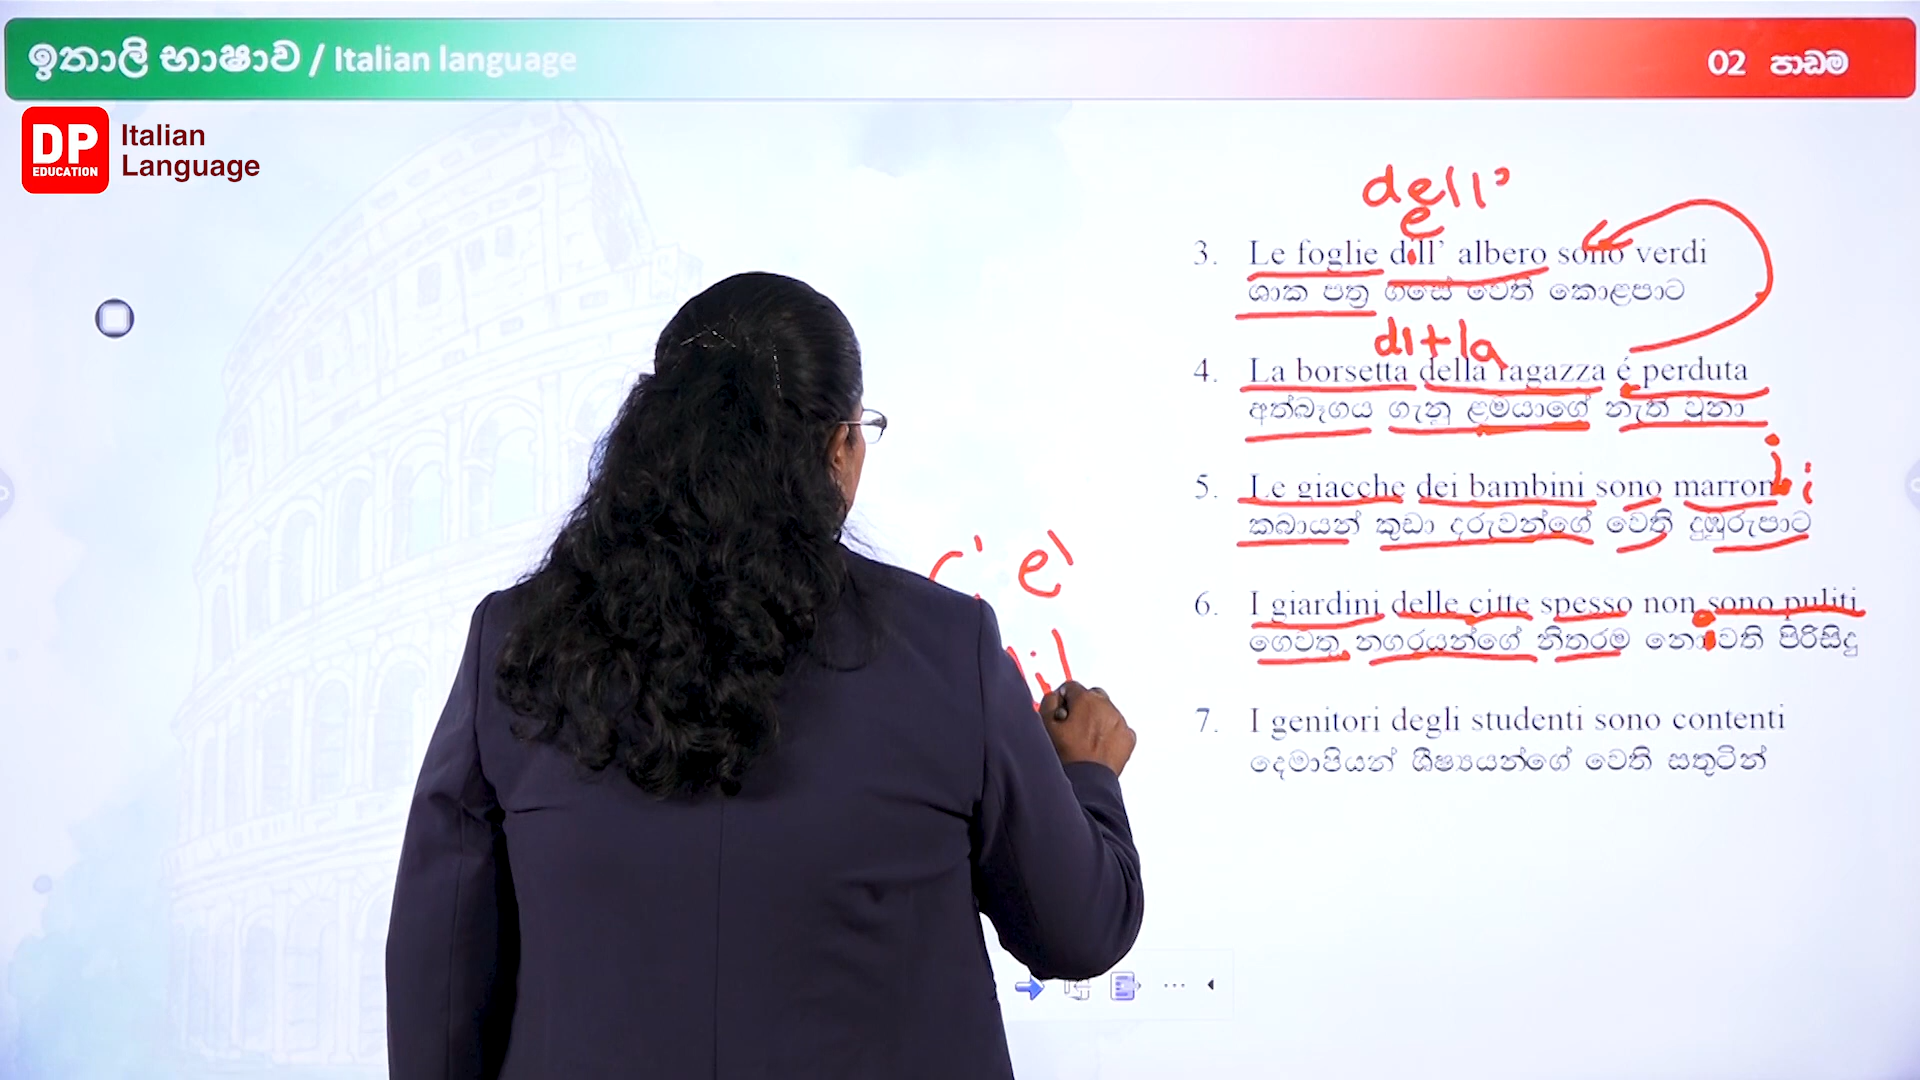 ඉතාලි භාෂාව / Italian language
02 පාඩම
DP
EDUCATION
Italian
Language
dell'
e
3. Le foglie dill' albero sono verdi
ශාක පත්‍ර ගසේ වෙති කොළපාට
di+la
4. La borsetta della ragazza é perduta
අත්බෑගය ගැනු ළමයාගේ නැති වුනා
i
5. Le giacche dei bambini sono marron i
කබායන් කුඩා දරුවන්ගේ වෙති දුඹුරුපාට
6. I giardini delle citte spesso non sono puliti
ගෙවතු නගරයන්ගේ නිතරම නොවෙති පිරිසිදු
7. I genitori degli studenti sono contenti
දෙමාපියන් ශීෂ්‍යයන්ගේ වෙති සතුටින්